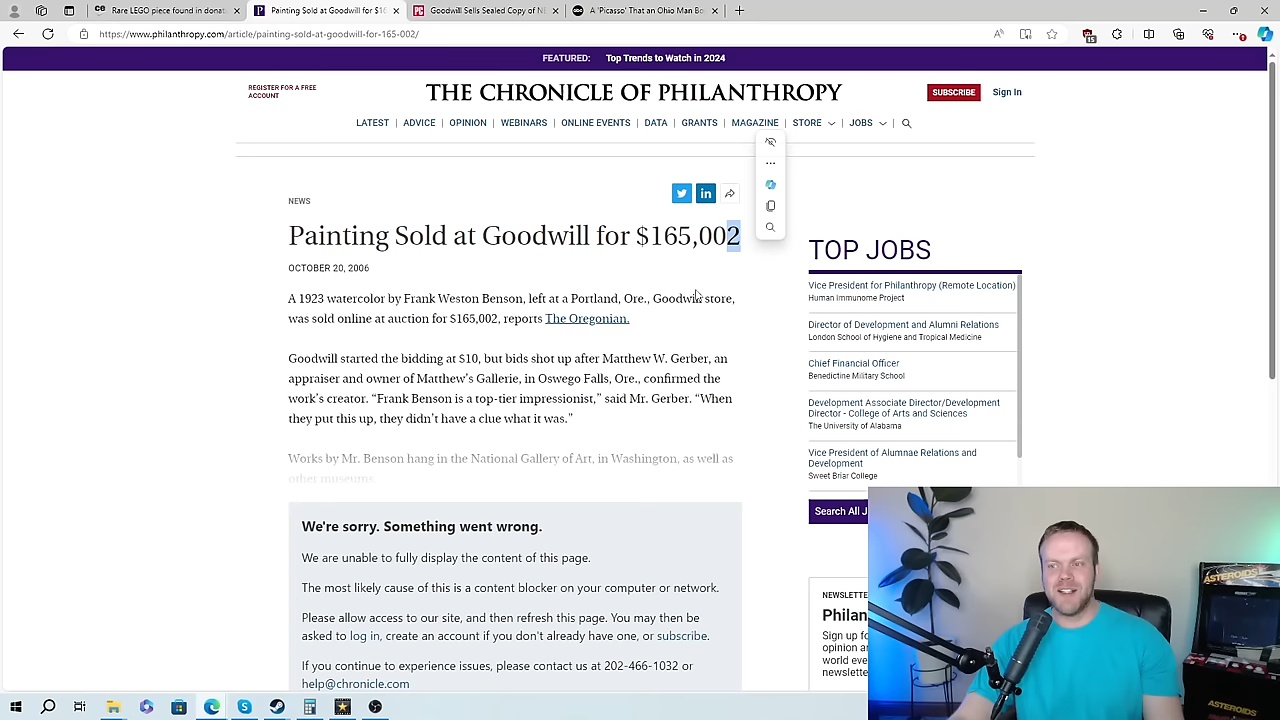 Rare LEGO piece found in donat
Painting Sold at Goodwill for $16
Goodwill Sells Sealed Copy of NE
A 'Picasso' That an Ohio Man Bo
https://www.philanthropy.com/article/painting-sold-at-goodwill-for-165-002/
15
FEATURED: Top Trends to Watch in 2024
REGISTER FOR A FREE
ACCOUNT
THE CHRONICLE OF PHILANTHROPY
SUBSCRIBE Sign In
LATEST | ADVICE | OPINION | WEBINARS | ONLINE EVENTS | DATA | GRANTS | MAGAZINE | STORE | JOBS
NEWS
Painting Sold at Goodwill for $165,002
OCTOBER 20, 2006
A 1923 watercolor by Frank Weston Benson, left at a Portland, Ore., Goodwill store,
was sold online at auction for $165,002, reports The Oregonian.
Goodwill started the bidding at $10, but bids shot up after Matthew W. Gerber, an
appraiser and owner of Matthew's Gallerie, in Oswego Falls, Ore., confirmed the
work's creator. “Frank Benson is a top-tier impressionist,” said Mr. Gerber. “When
they put this up, they didn't have a clue what it was.”
Works by Mr. Benson hang in the National Gallery of Art, in Washington, as well as
other museums.
We're sorry. Something went wrong.
We are unable to fully display the content of this page.
The most likely cause of this is a content blocker on your computer or network.
Please allow access to our site, and then refresh this page. You may then be
asked to log in, create an account if you don't already have one, or subscribe.
If you continue to experience issues, please contact us at 202-466-1032 or
help@chronicle.com
TOP JOBS
Vice President for Philanthropy (Remote Location)
Human Immunome Project
Director of Development and Alumni Relations
London School of Hygiene and Tropical Medicine
Chief Financial Officer
Benedictine Military School
Development Associate Director/Development
Director - College of Arts and Sciences
The University of Alabama
Vice President of Alumnae Relations and
Development
Sweet Briar College
Search All J
NEWSLETTE
Philan
Sign up fo
opinion a
world eve
newslette
ASTEROIDS
ASTEROIDS